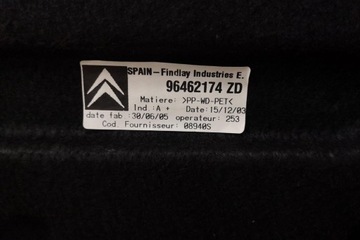 SPAIN-Findlay Industries E.
96462174 ZD
Matiere: >PP-WD-PET<
Ind.:A + Date:15/12/03
date fab :30/06/05 operateur: 253
Cod. Fournisseur: 08940S